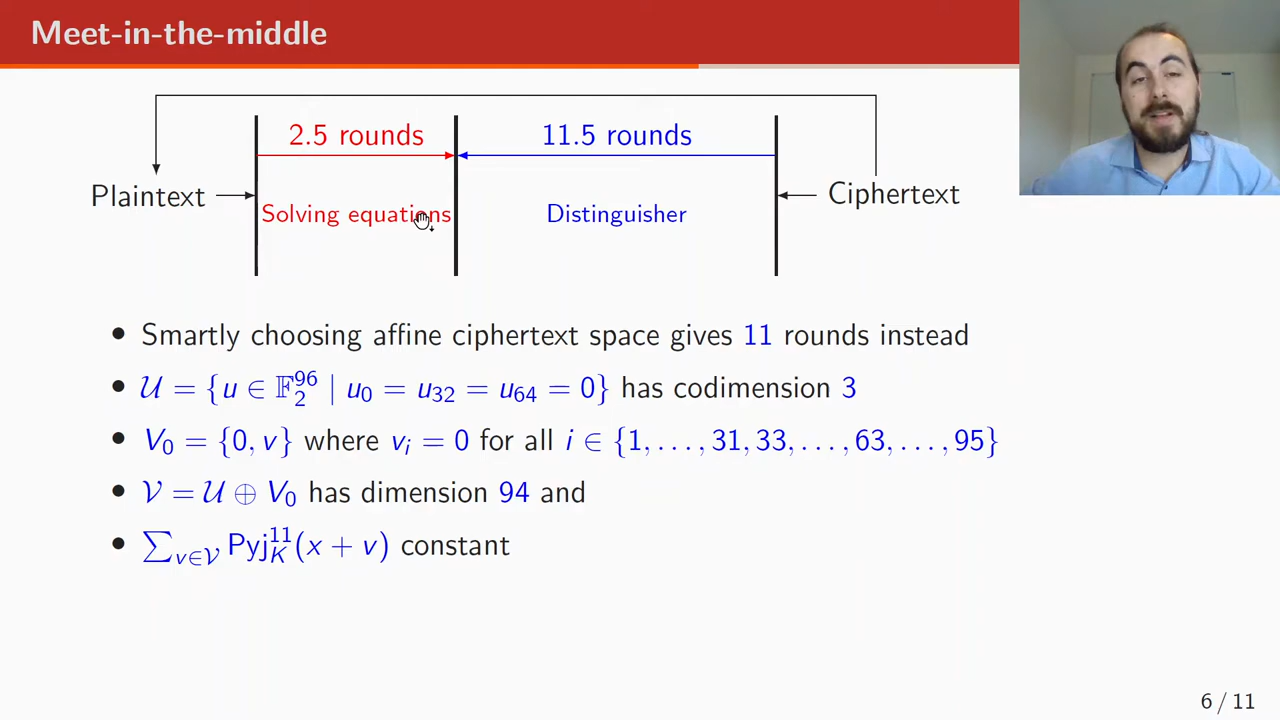 Meet-in-the-middle
2.5 rounds 11.5 rounds
Plaintext Ciphertext
Solving equations Distinguisher
• Smartly choosing affine ciphertext space gives 11 rounds instead
• 𝒰 = {u ∈ 𝔽₂⁹⁶ | u₀ = u₃₂ = u₆₄ = 0} has codimension 3
• V₀ = {0, v} where vᵢ = 0 for all i ∈ {1, . . . , 31, 33, . . . , 63, . . . , 95}
• 𝒱 = 𝒰 ⊕ V₀ has dimension 94 and
• ∑_{v∈𝒱} Pyj_K^{11}(x + v) constant
6 / 11